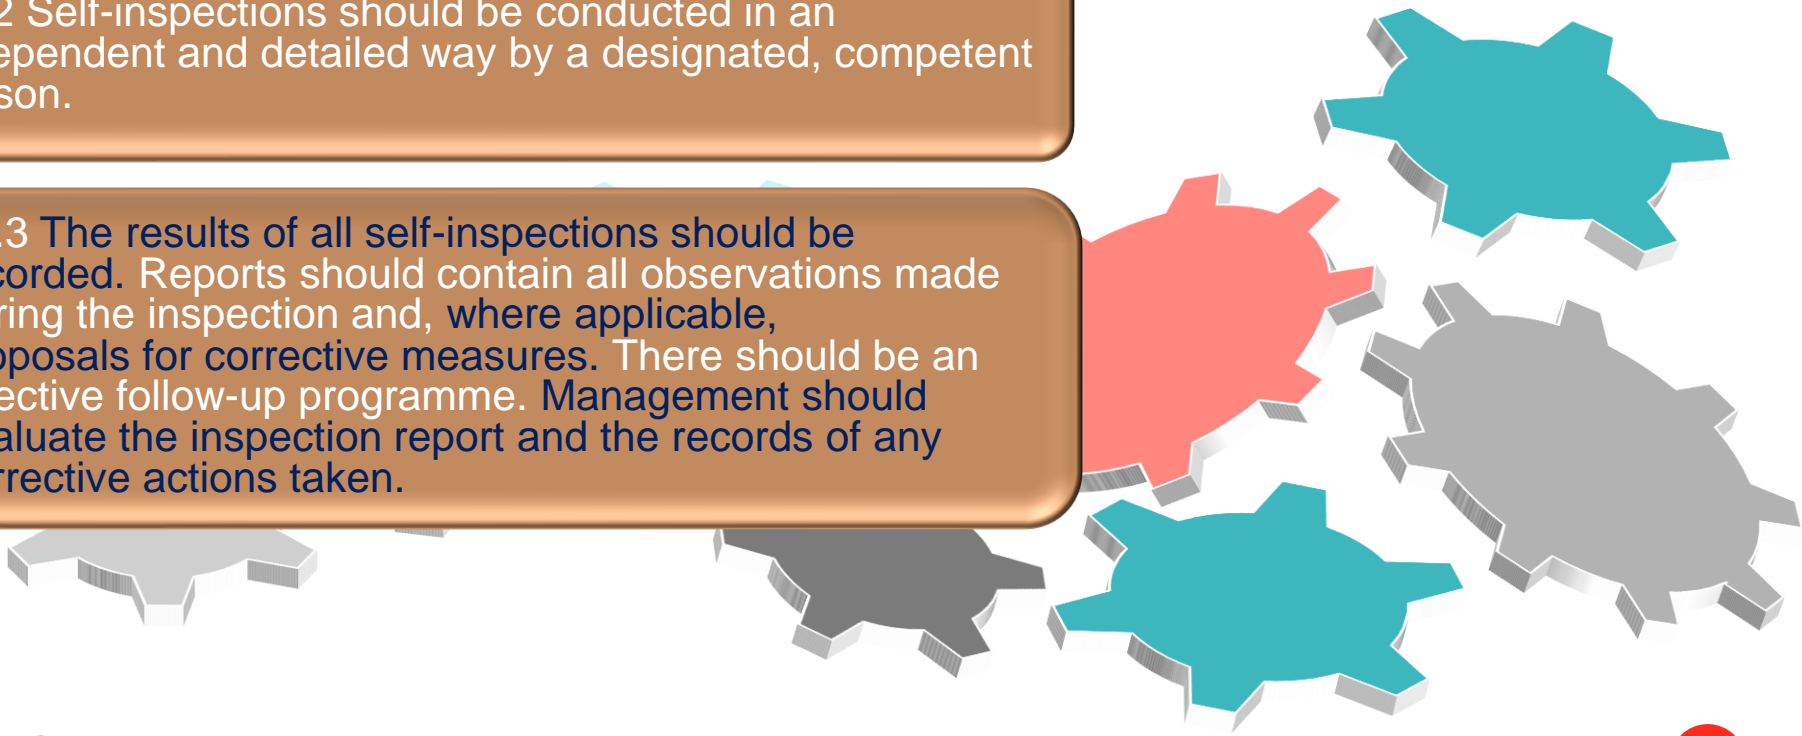 2 Self-inspections should be conducted in an
ependent and detailed way by a designated, competent
son.
.3 The results of all self-inspections should be
corded. Reports should contain all observations made
ring the inspection and, where applicable,
posals for corrective measures. There should be an
ective follow-up programme. Management should
aluate the inspection report and the records of any
rrective actions taken.